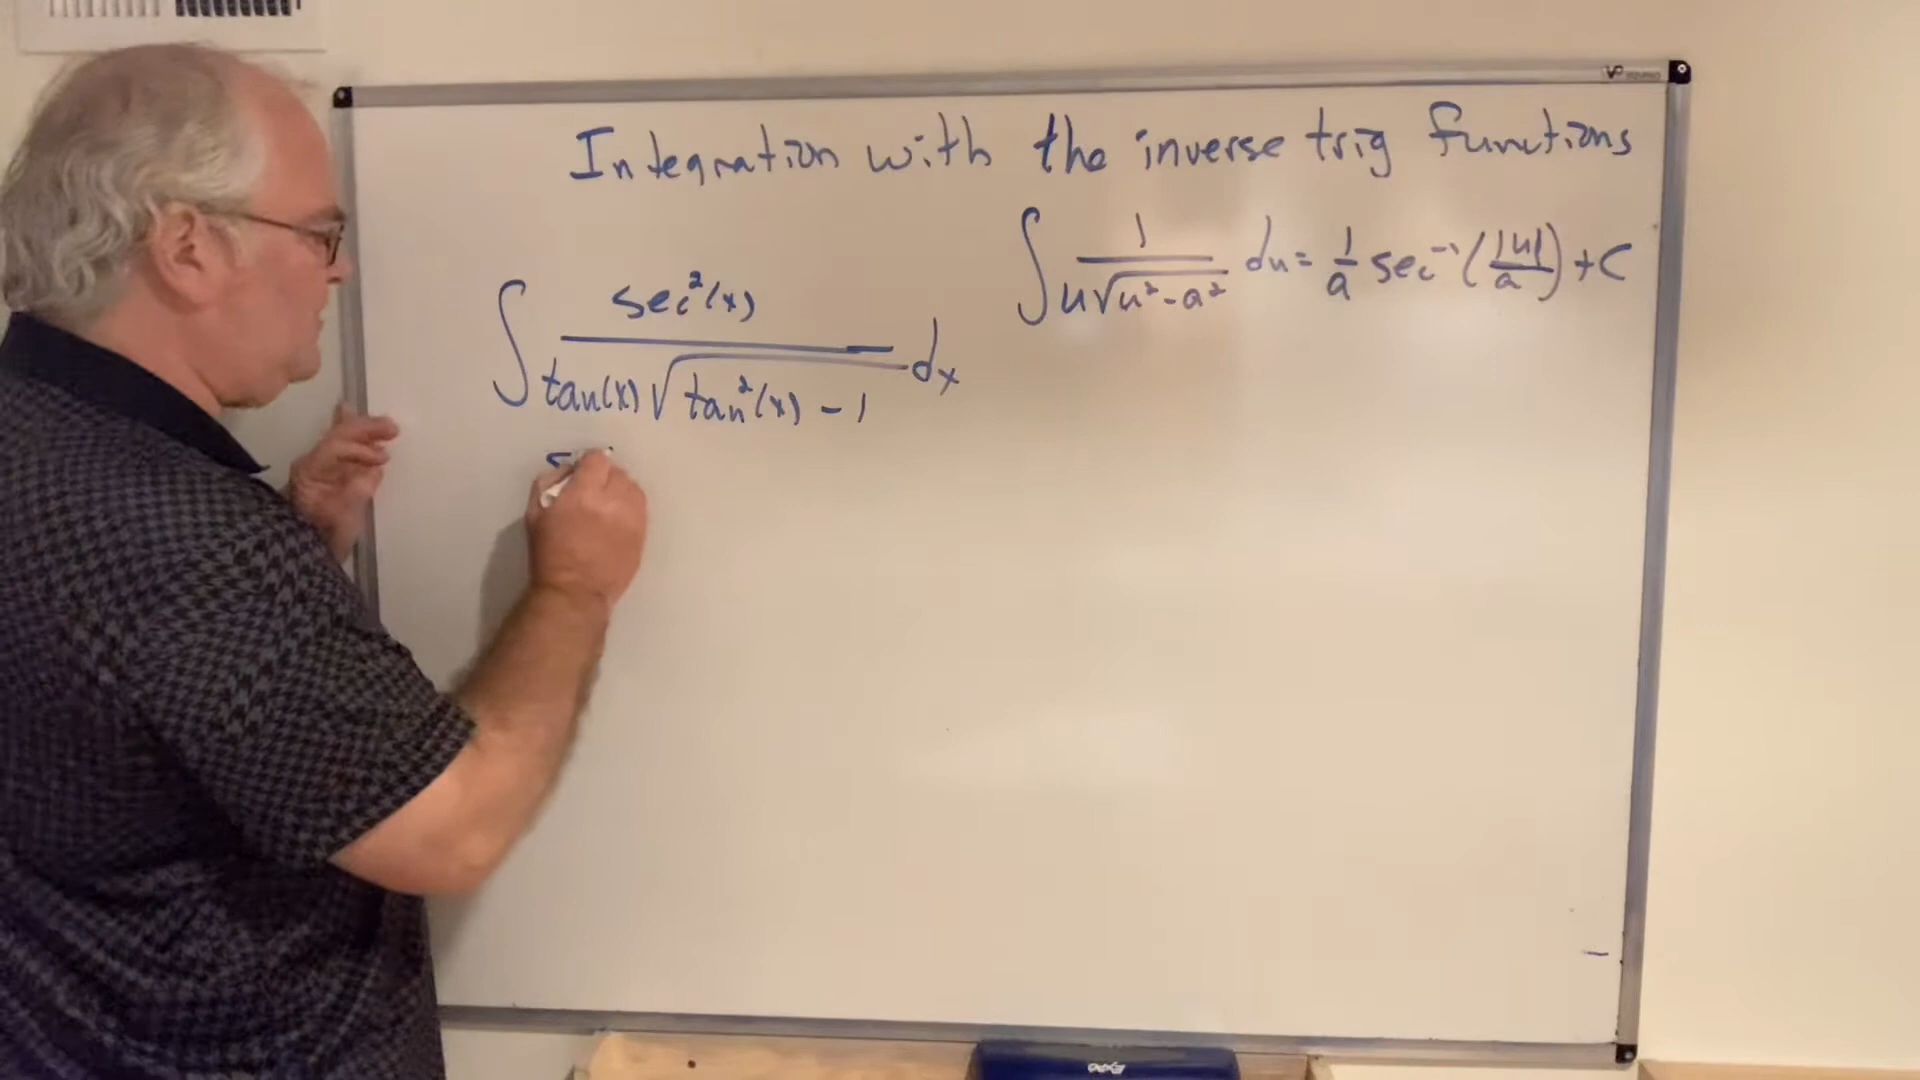 Integration with the inverse trig functions
∫ sec²(x) / tan(x)√(tan²(x) - 1) dx
∫ 1 / u√(u² - a²) du = 1/a sec⁻¹(|u|/a) + C